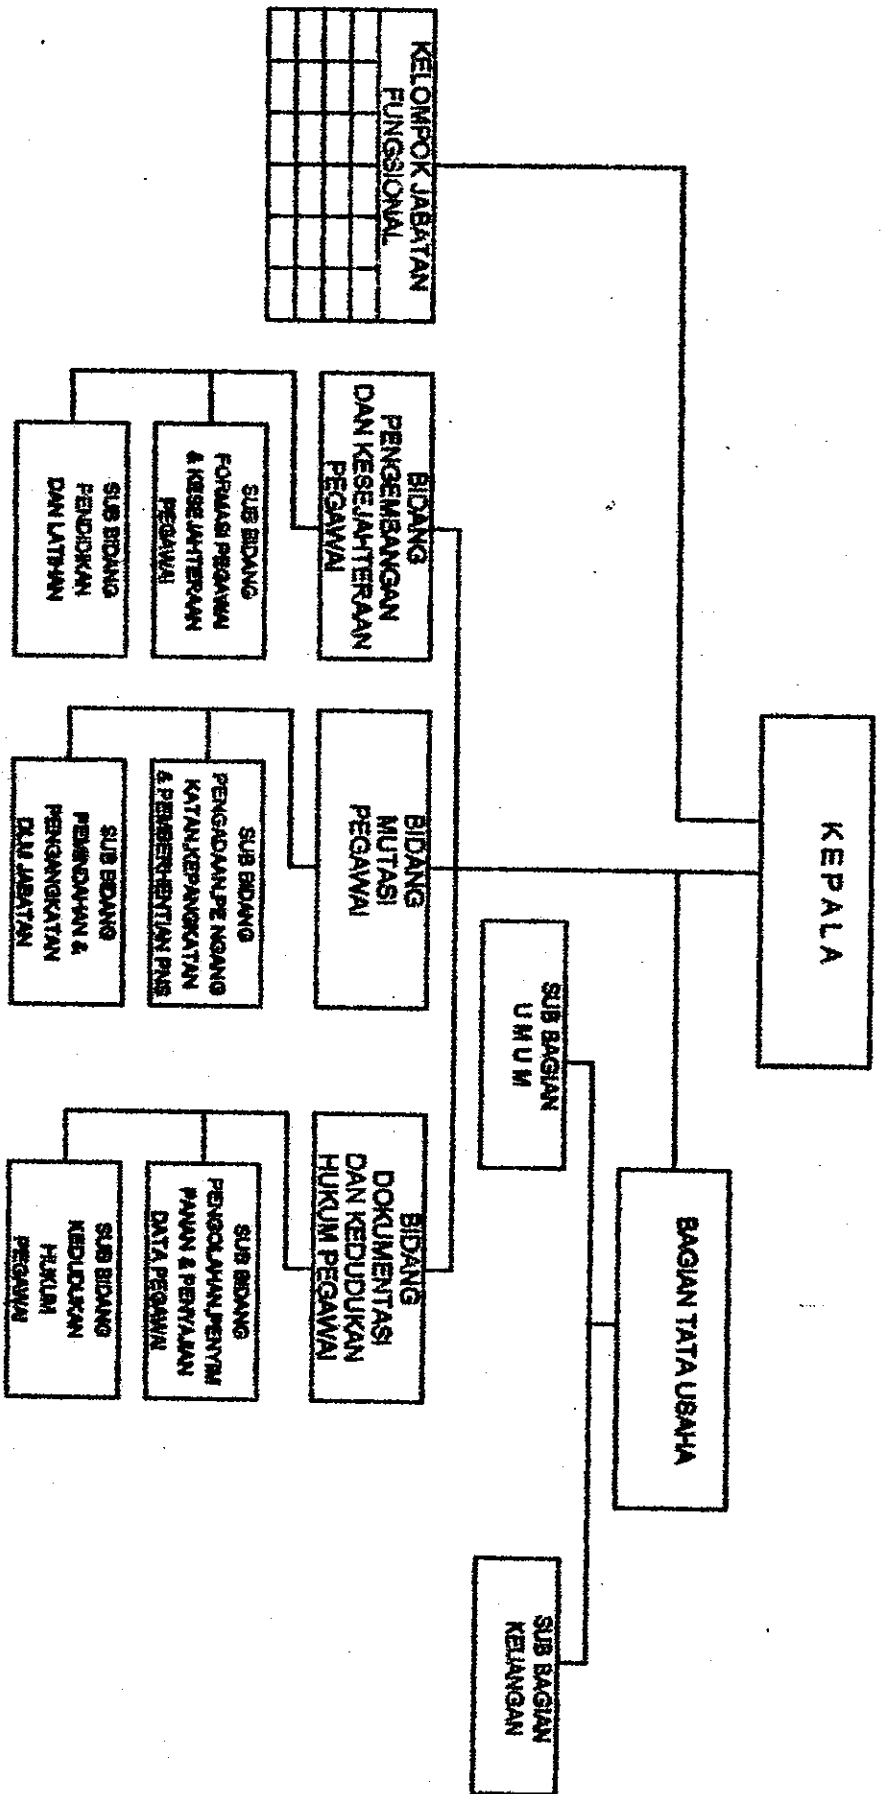 K E P A L A
BAGIAN TATA USAHA
SUB BAGIAN
U M U M
SUB BAGIAN
KEUANGAN
KELOMPOK JABATAN
FUNGSIONAL
BIDANG
PENGEMBANGAN
DAN KESEJAHTERAAN
PEGAWAI
SUB BIDANG
FORMASI PEGAWAI
& KESEJAHTERAAN
PEGAWAI
SUB BIDANG
PENDIDIKAN
DAN LATIHAN
BIDANG
MUTASI
PEGAWAI
SUB BIDANG
PENGADAAN,PE NGANG
KATAN,KEPANGKATAN
& PEMBERHENTIAN PNS
SUB BIDANG
PEMINDAHAN &
PENGANGKATAN
DLM JABATAN
BIDANG
DOKUMENTASI
DAN KEDUDUKAN
HUKUM PEGAWAI
SUB BIDANG
PENGOLAHAN,PENYIM
PANAN & PENYAJIAN
DATA PEGAWAI
SUB BIDANG
KEDUDUKAN
HUKUM
PEGAWAI